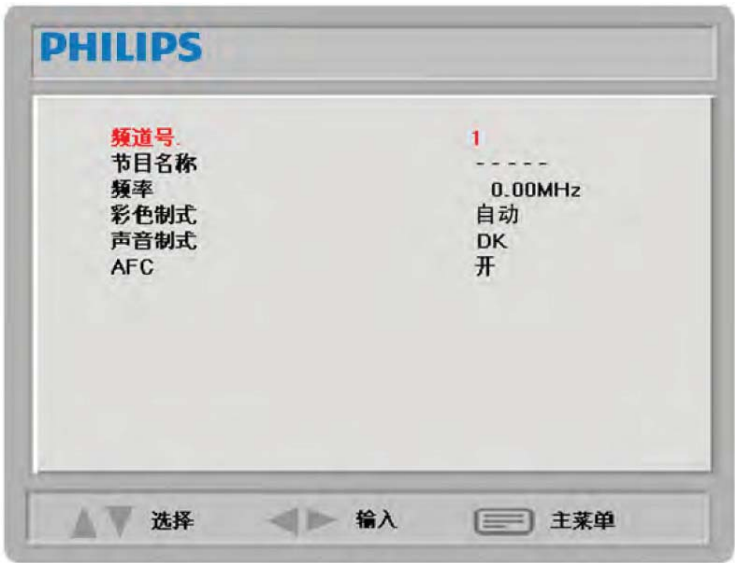 PHILIPS
频道号. 1
节目名称 - - - - -
频率 0.00MHz
彩色制式 自动
声音制式 DK
AFC 开
选择 输入 主菜单